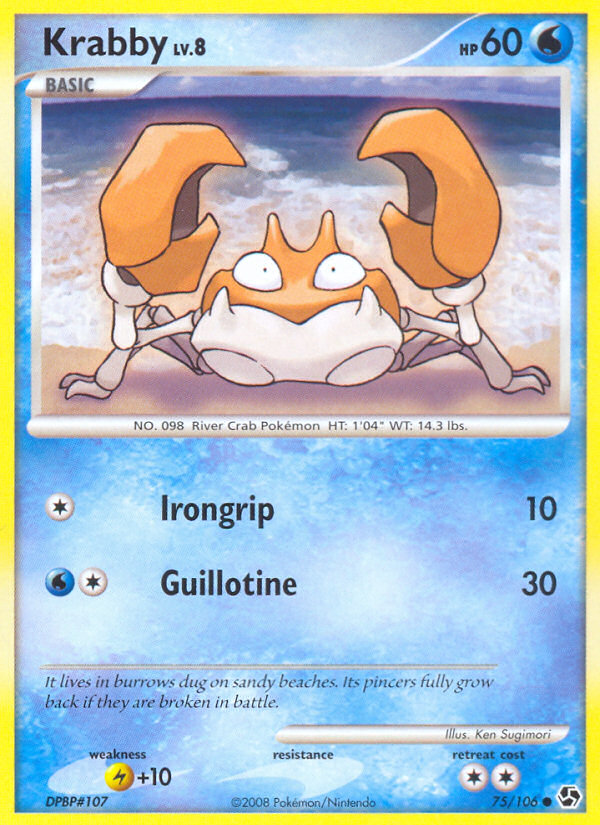 Krabby LV.8 HP 60
BASIC
NO. 098 River Crab Pokémon HT: 1'04" WT: 14.3 lbs.
Irongrip 10
Guillotine 30
It lives in burrows dug on sandy beaches. Its pincers fully grow
back if they are broken in battle.
Illus. Ken Sugimori
weakness resistance retreat cost
+10
DPBP#107 ©2008 Pokémon/Nintendo 75/106